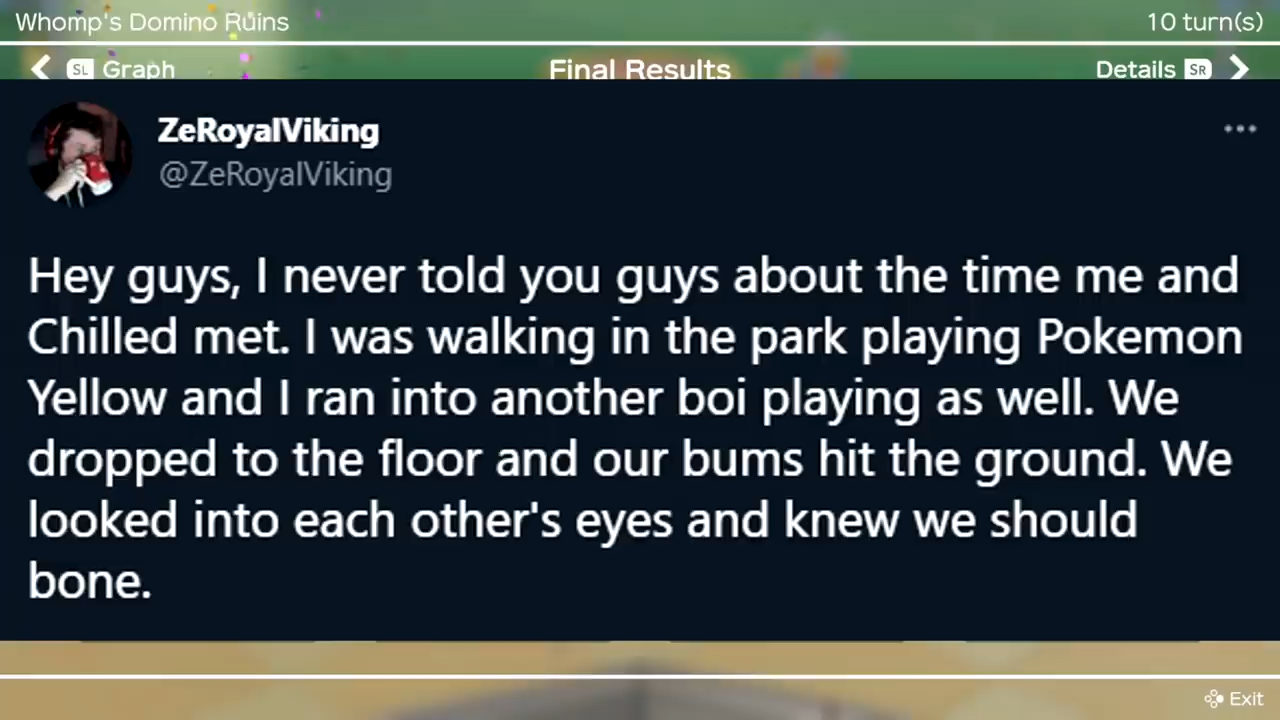 Whomp's Domino Ruins
10 turn(s)
SL Graph
Final Results
Details SR
ZeRoyalViking
@ZeRoyalViking
Hey guys, I never told you guys about the time me and
Chilled met. I was walking in the park playing Pokemon
Yellow and I ran into another boi playing as well. We
dropped to the floor and our bums hit the ground. We
looked into each other's eyes and knew we should
bone.
Exit